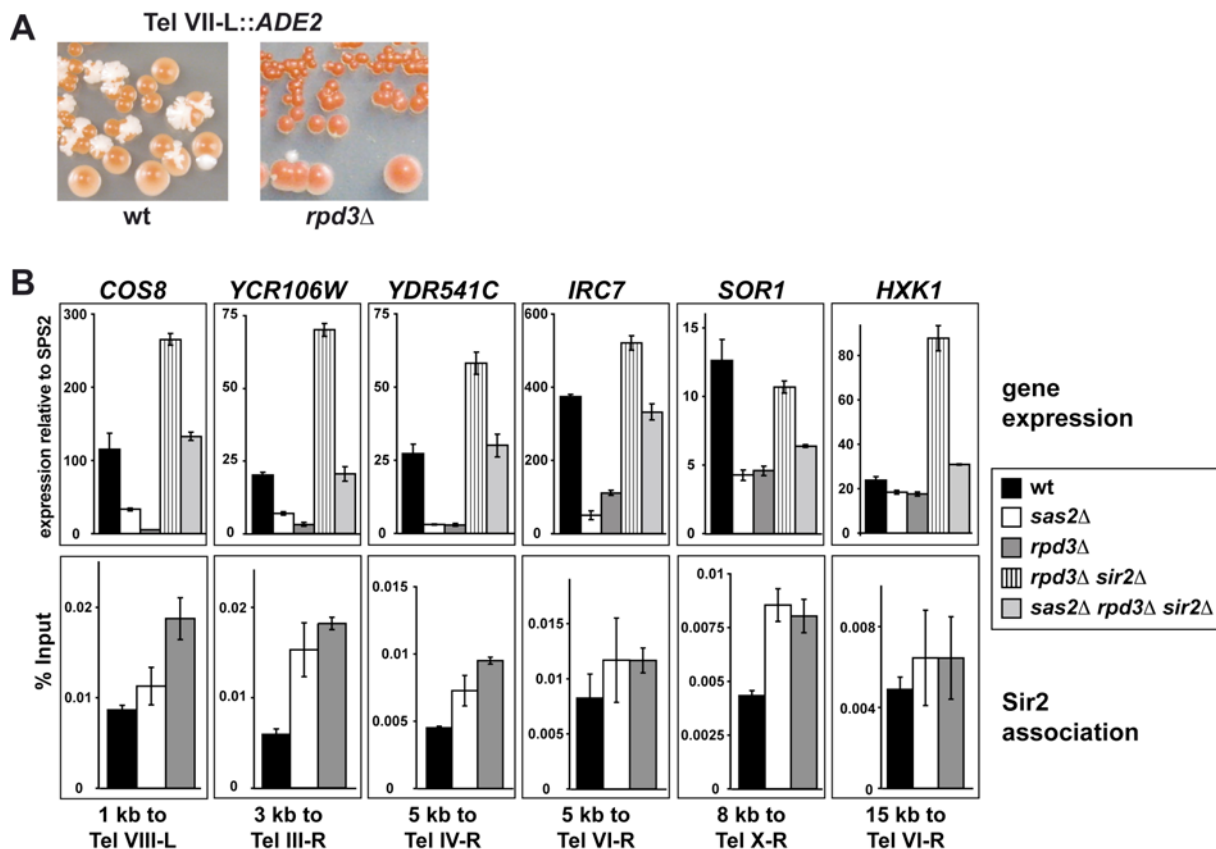 A
Tel VII-L::ADE2
wt
rpd3Δ
B
COS8
YCR106W
YDR541C
IRC7
SOR1
HXK1
expression relative to SPS2
300
200
100
0
75
50
25
0
75
50
25
0
600
400
200
0
15
10
5
0
80
60
40
20
0
gene
expression
wt
sas2Δ
rpd3Δ
rpd3Δ sir2Δ
sas2Δ rpd3Δ sir2Δ
% Input
0.02
0.01
0
0.02
0.01
0
0.015
0.01
0.005
0
0.015
0.01
0.005
0
0.01
0.0075
0.005
0.0025
0
0.008
0.004
0
Sir2
association
1 kb to
Tel VIII-L
3 kb to
Tel III-R
5 kb to
Tel IV-R
5 kb to
Tel VI-R
8 kb to
Tel X-R
15 kb to
Tel VI-R